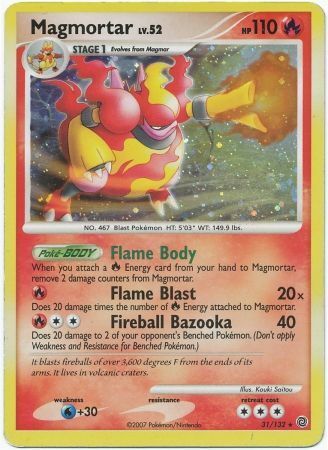 Magmortar LV.52 HP 110
STAGE 1 Evolves from Magmar
NO. 467 Blast Pokémon HT: 5'03" WT: 149.9 lbs.
Poké-BODY Flame Body
When you attach a Energy card from your hand to Magmortar,
remove 2 damage counters from Magmortar.
Flame Blast 20x
Does 20 damage times the number of Energy attached to Magmortar.
Fireball Bazooka 40
Does 20 damage to 2 of your opponent's Benched Pokémon. (Don't apply
Weakness and Resistance for Benched Pokémon.)
It blasts fireballs of over 3,600 degrees F from the ends of its
arms. It lives in volcanic craters.
Illus. Kouki Saitou
weakness resistance retreat cost
+30
©2007 Pokémon/Nintendo 31/132 ★